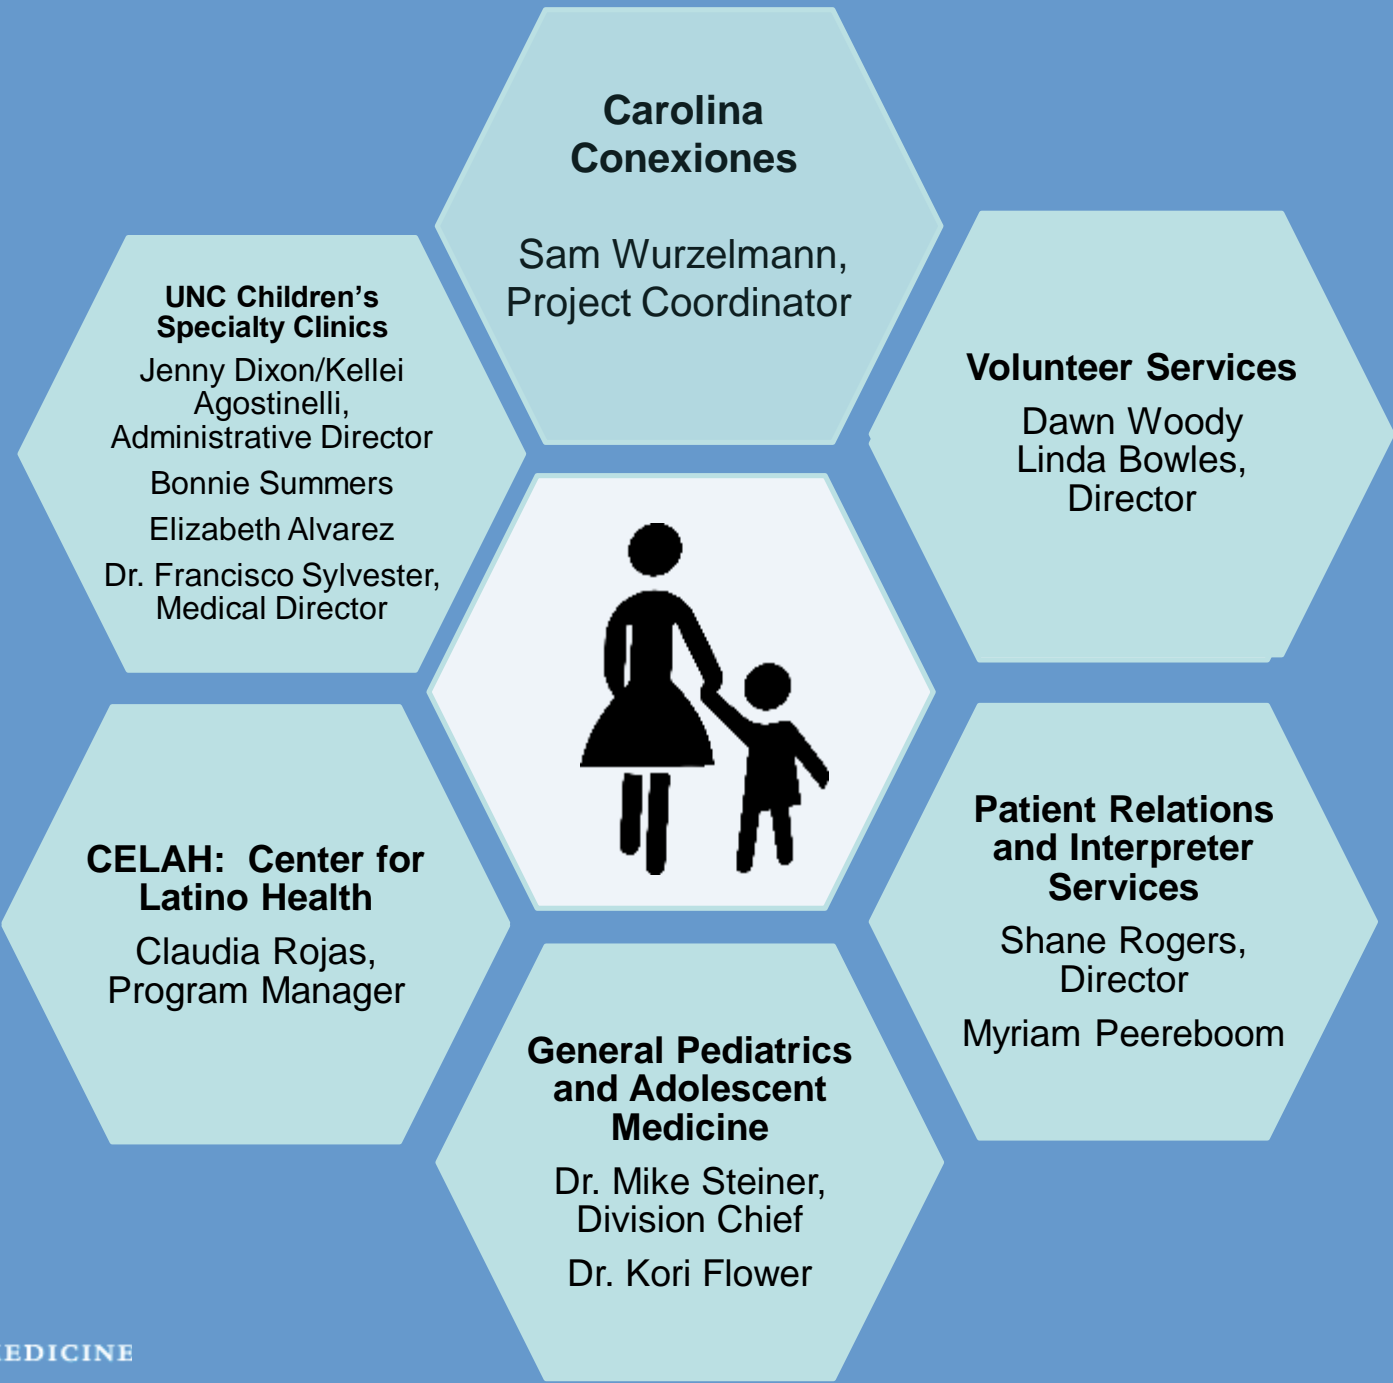 Carolina
Conexiones
Sam Wurzelmann,
Project Coordinator
UNC Children’s
Specialty Clinics
Jenny Dixon/Kellei
Agostinelli,
Administrative Director
Bonnie Summers
Elizabeth Alvarez
Dr. Francisco Sylvester,
Medical Director
Volunteer Services
Dawn Woody
Linda Bowles,
Director
CELAH:  Center for
Latino Health
Claudia Rojas,
Program Manager
Patient Relations
and Interpreter
Services
Shane Rogers,
Director
Myriam Peereboom
General Pediatrics
and Adolescent
Medicine
Dr. Mike Steiner,
Division Chief
Dr. Kori Flower
EDICINE